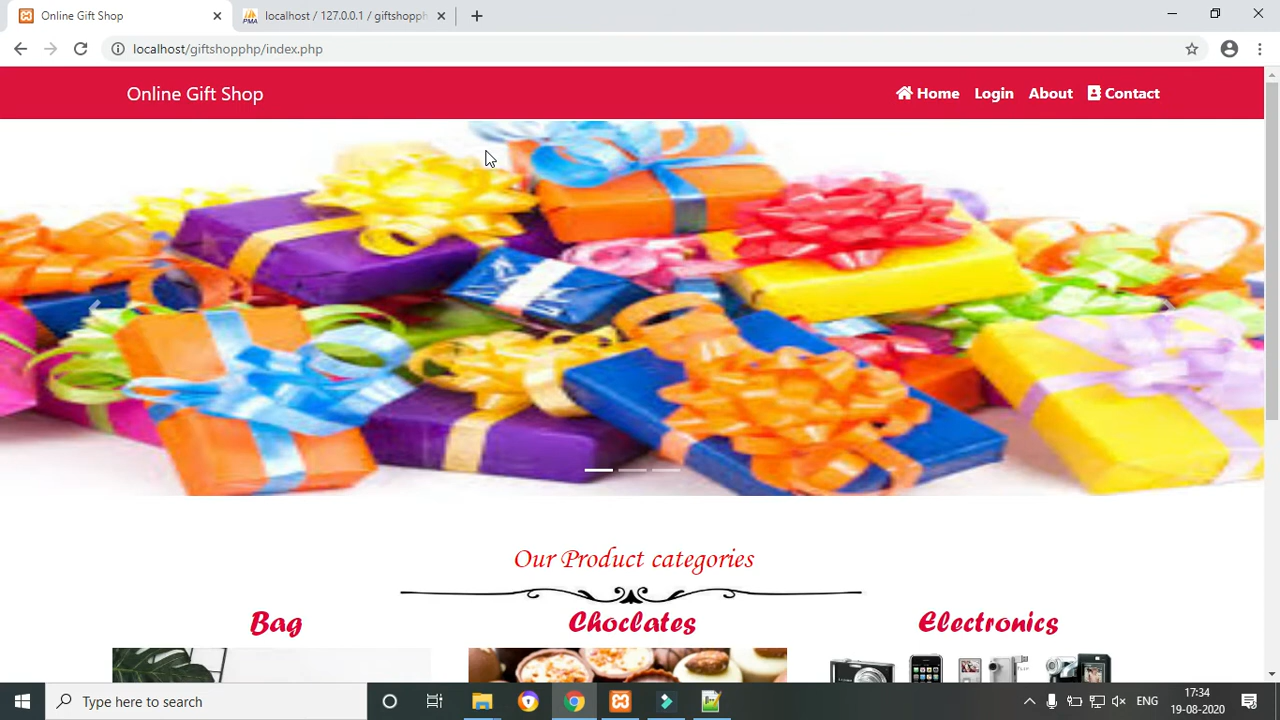 Online Gift Shop
localhost / 127.0.0.1 / giftshopph
localhost/giftshopphp/index.php
Online Gift Shop
Home Login About Contact
Our Product categories
Bag Choclates Electronics
Type here to search
ENG
17:34
19-08-2020